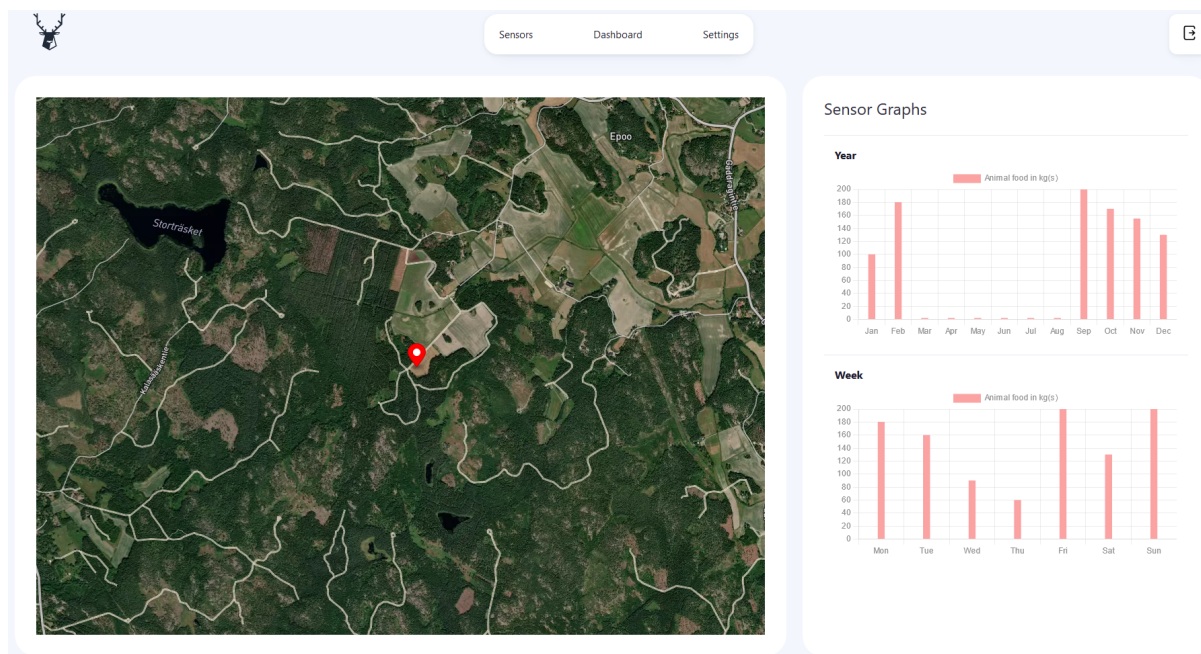 Sensors
Dashboard
Settings
Epoo
Gäddragintie
Storträsket
Kalasääskentie
Sensor Graphs
Year
Animal food in kg(s)
200
180
160
140
120
100
80
60
40
20
0
Jan Feb Mar Apr May Jun Jul Aug Sep Oct Nov Dec
Week
Animal food in kg(s)
200
180
160
140
120
100
80
60
40
20
0
Mon Tue Wed Thu Fri Sat Sun